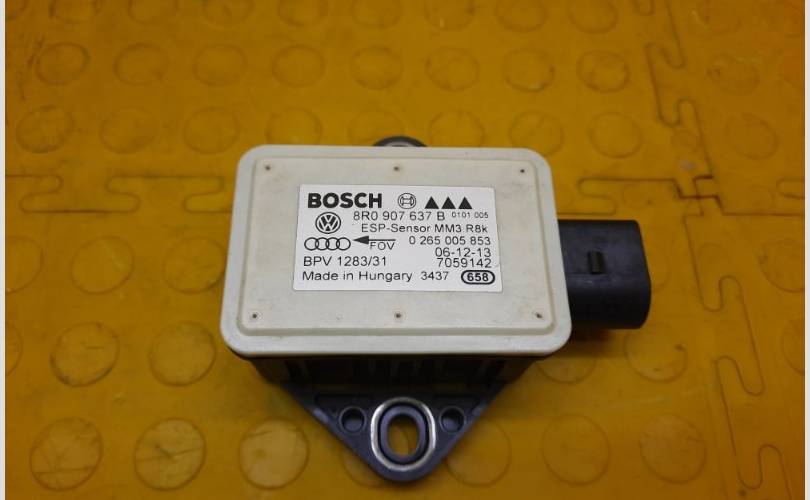 BOSCH
8R0 907 637 B 0101 005
ESP-Sensor MM3 R8k
FOV 0 265 005 853
06-12-13
BPV 1283/31 7059142
Made in Hungary 3437 658